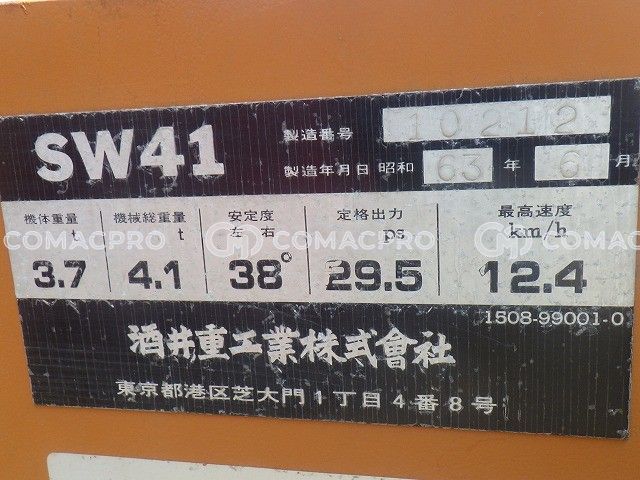 SW41
製造番号 10212
製造年月日 昭和 63 年 6 月
機体重量 機械総重量 安定度 定格出力 最高速度
t t 左 右 ps km/h
3.7 4.1 38° 29.5 12.4
COMACPRO COMACPRO COMACPRO
1508-99001-0
酒井重工業株式會社
東京都港区芝大門1丁目4番8号